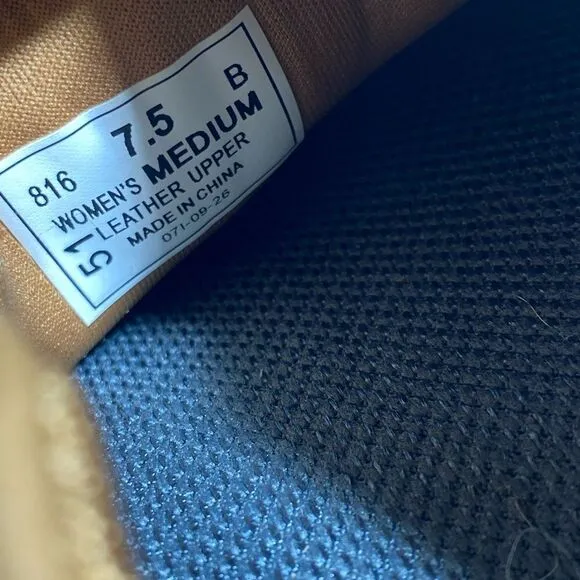 816 7.5 B
WOMEN'S MEDIUM
LEATHER UPPER
MADE IN CHINA
071-09-26
51